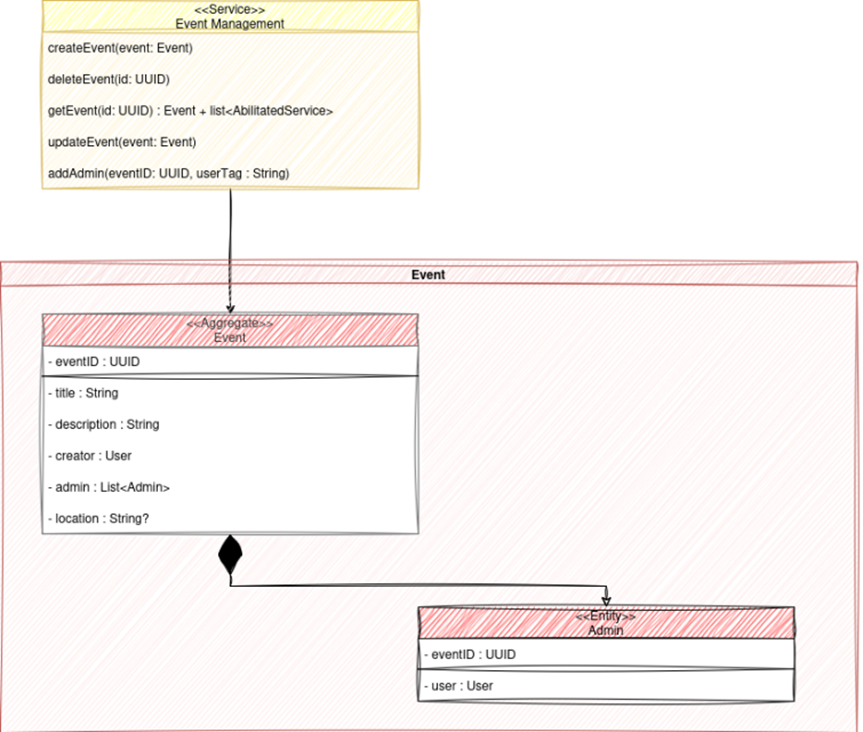 <<Service>>
Event Management
createEvent(event: Event)
deleteEvent(id: UUID)
getEvent(id: UUID) : Event + list<AbilitatedService>
updateEvent(event: Event)
addAdmin(eventID: UUID, userTag : String)
Event
<<Aggregate>>
Event
- eventID : UUID
- title : String
- description : String
- creator : User
- admin : List<Admin>
- location : String?
<<Entity>>
Admin
- eventID : UUID
- user : User